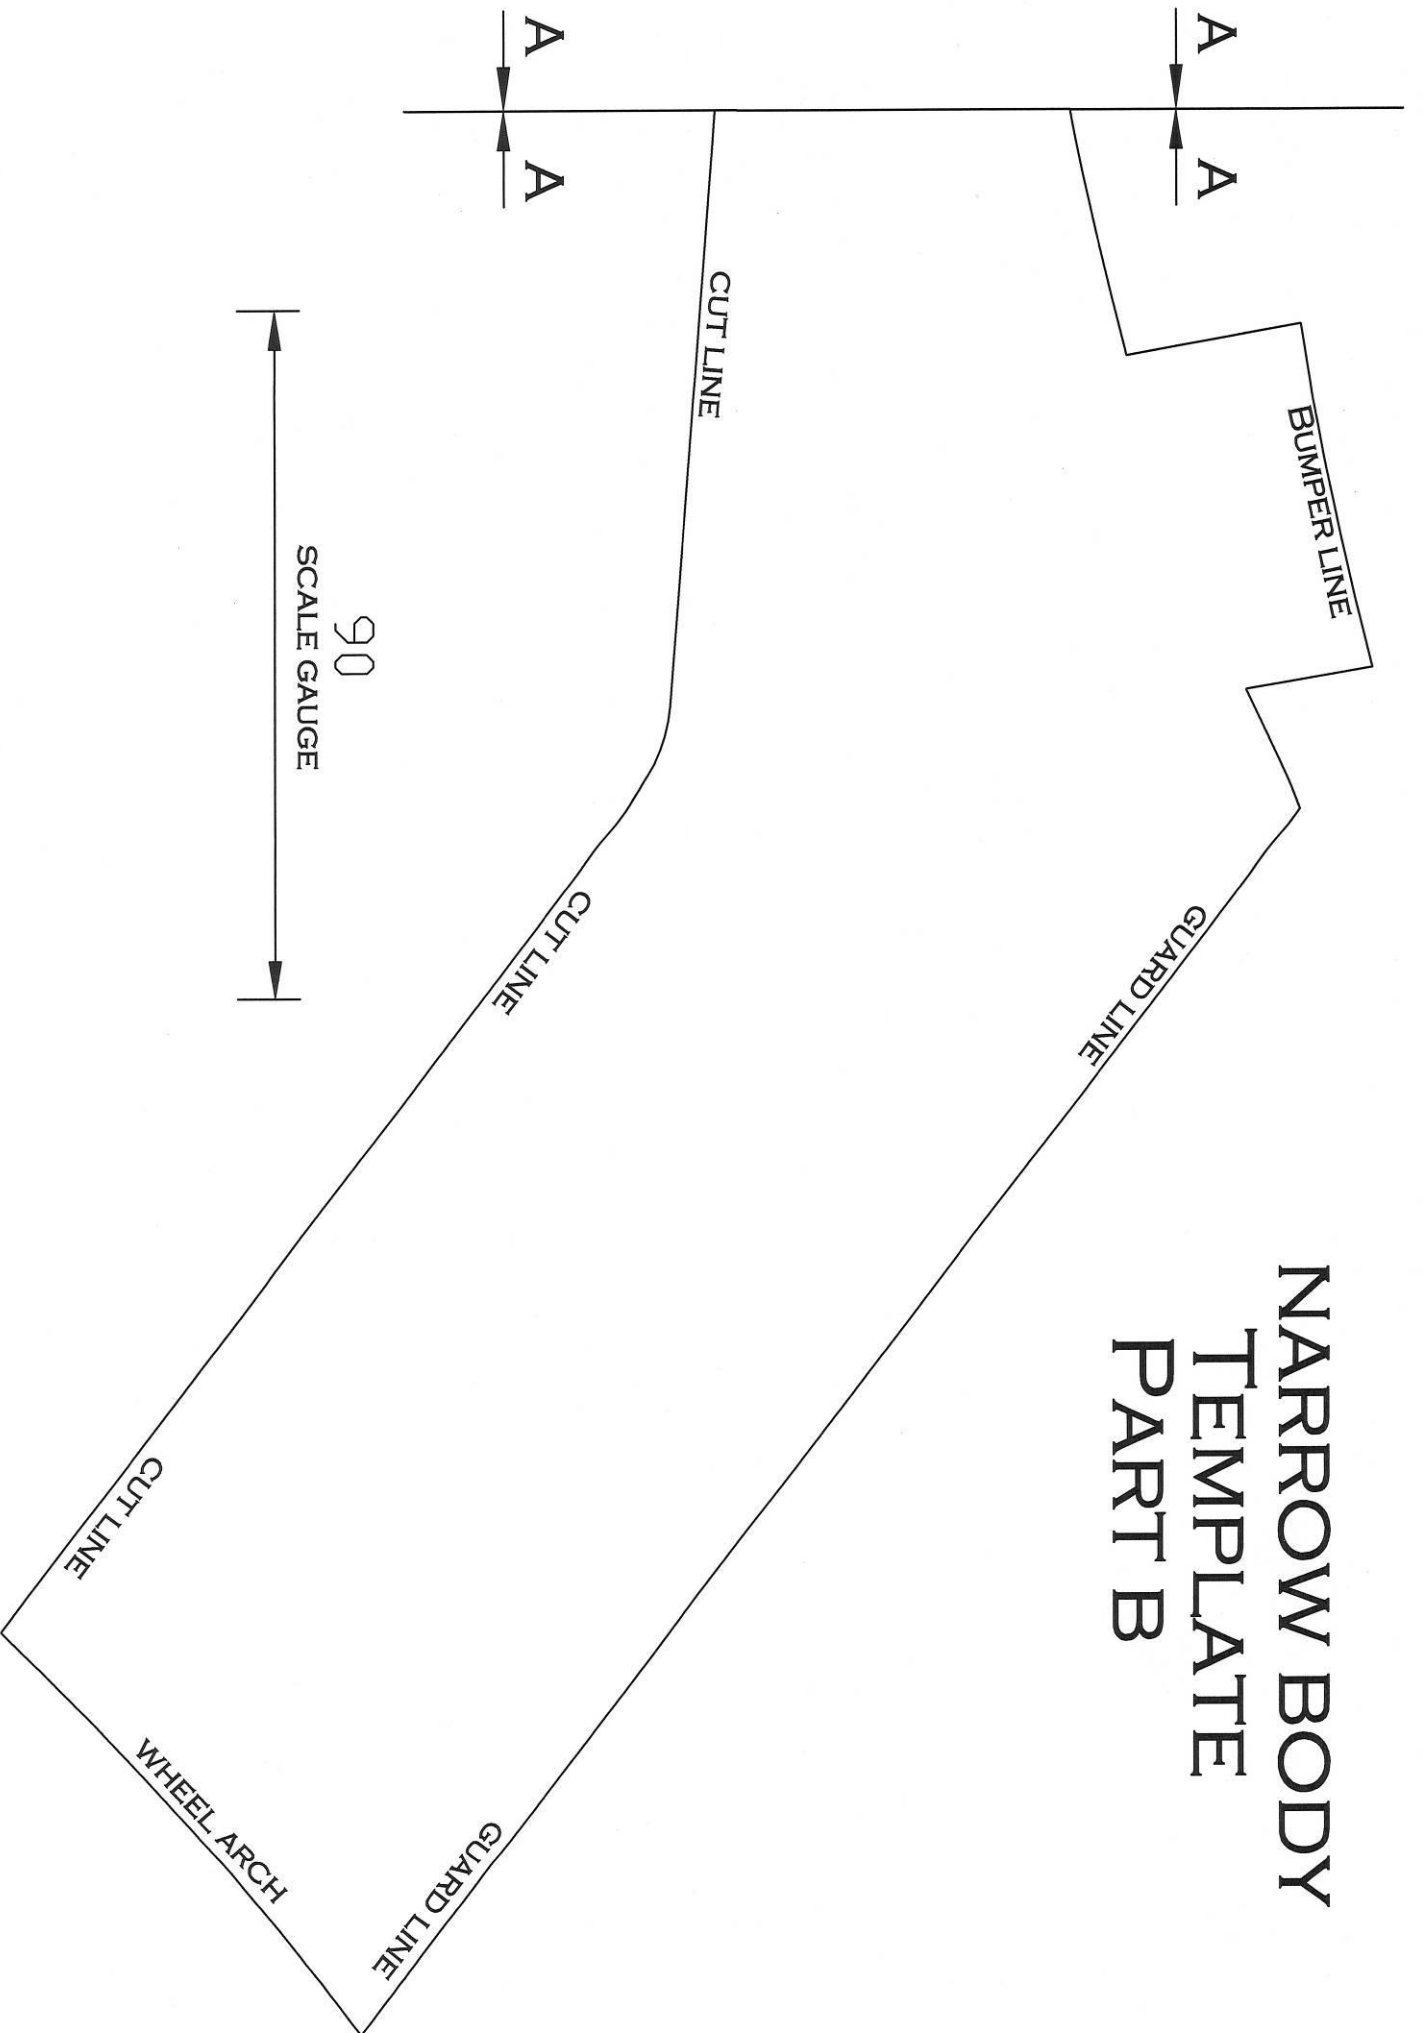 NARROW BODY
TEMPLATE
PART B
A
A
BUMPER LINE
GUARD LINE
GUARD LINE
A
A
CUT LINE
CUT LINE
CUT LINE
WHEEL ARCH
90
SCALE GAUGE